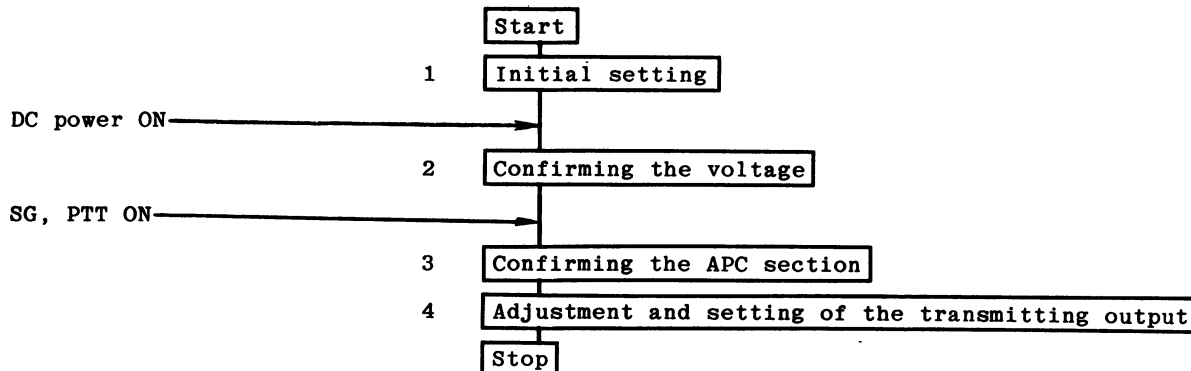 Start
1 Initial setting
DC power ON
2 Confirming the voltage
SG, PTT ON
3 Confirming the APC section
4 Adjustment and setting of the transmitting output
Stop